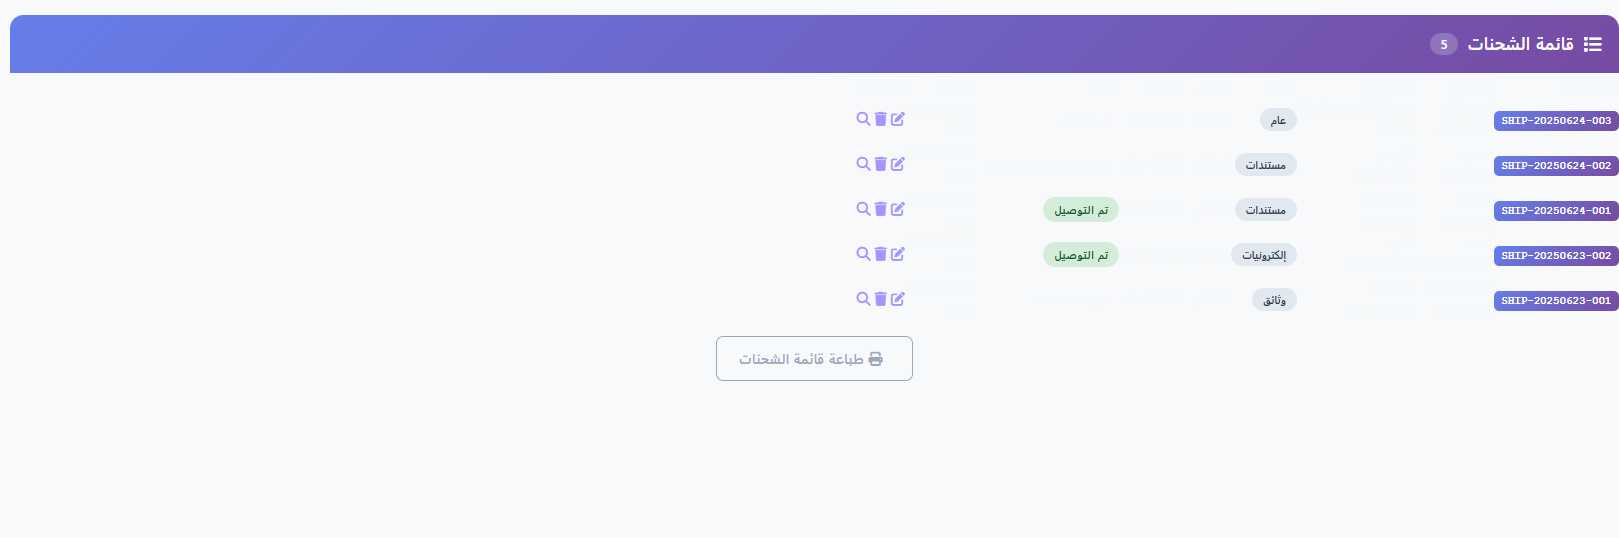 قائمة الشحنات 5
SHIP-20250624-003 عام
SHIP-20250624-002 مستندات
SHIP-20250624-001 مستندات تم التوصيل
SHIP-20250623-002 إلكترونيات تم التوصيل
SHIP-20250623-001 وثائق
طباعة قائمة الشحنات